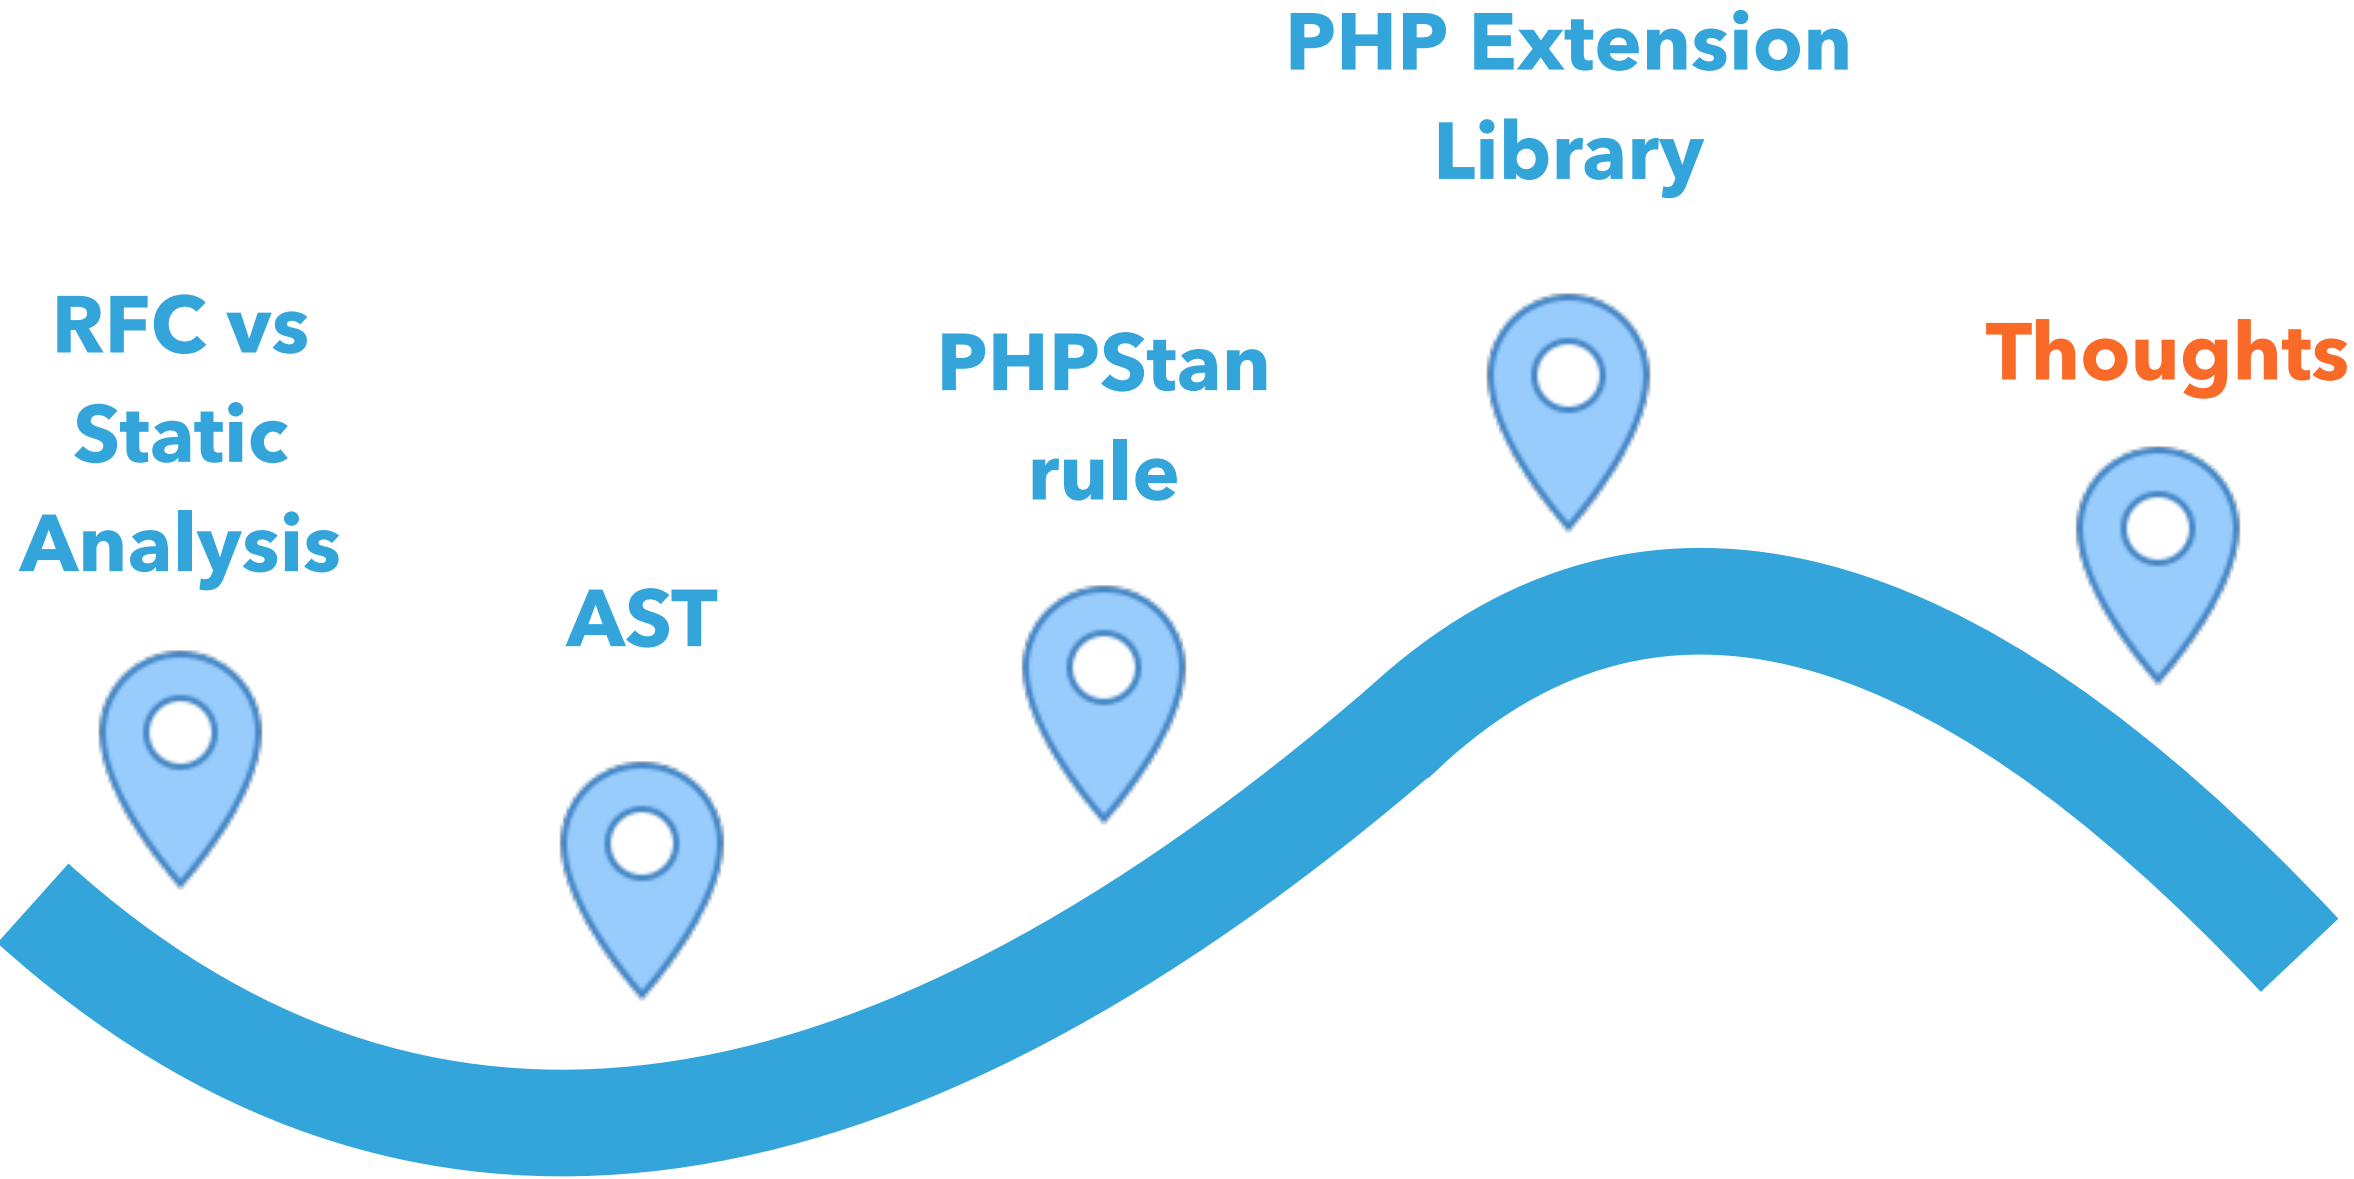 RFC vs
Static
Analysis
AST
PHPStan
rule
PHP Extension
Library
Thoughts